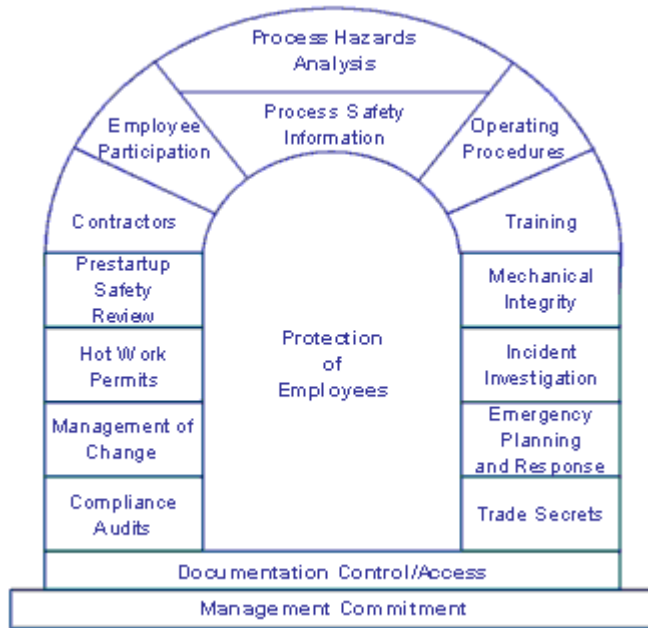 Process Hazards
Analysis
Process Safety
Information
Employee
Participation
Operating
Procedures
Contractors
Training
Prestartup
Safety
Review
Mechanical
Integrity
Hot Work
Permits
Protection
of
Employees
Incident
Investigation
Management of
Change
Emergency
Planning
and Response
Compliance
Audits
Trade Secrets
Documentation Control/Access
Management Commitment